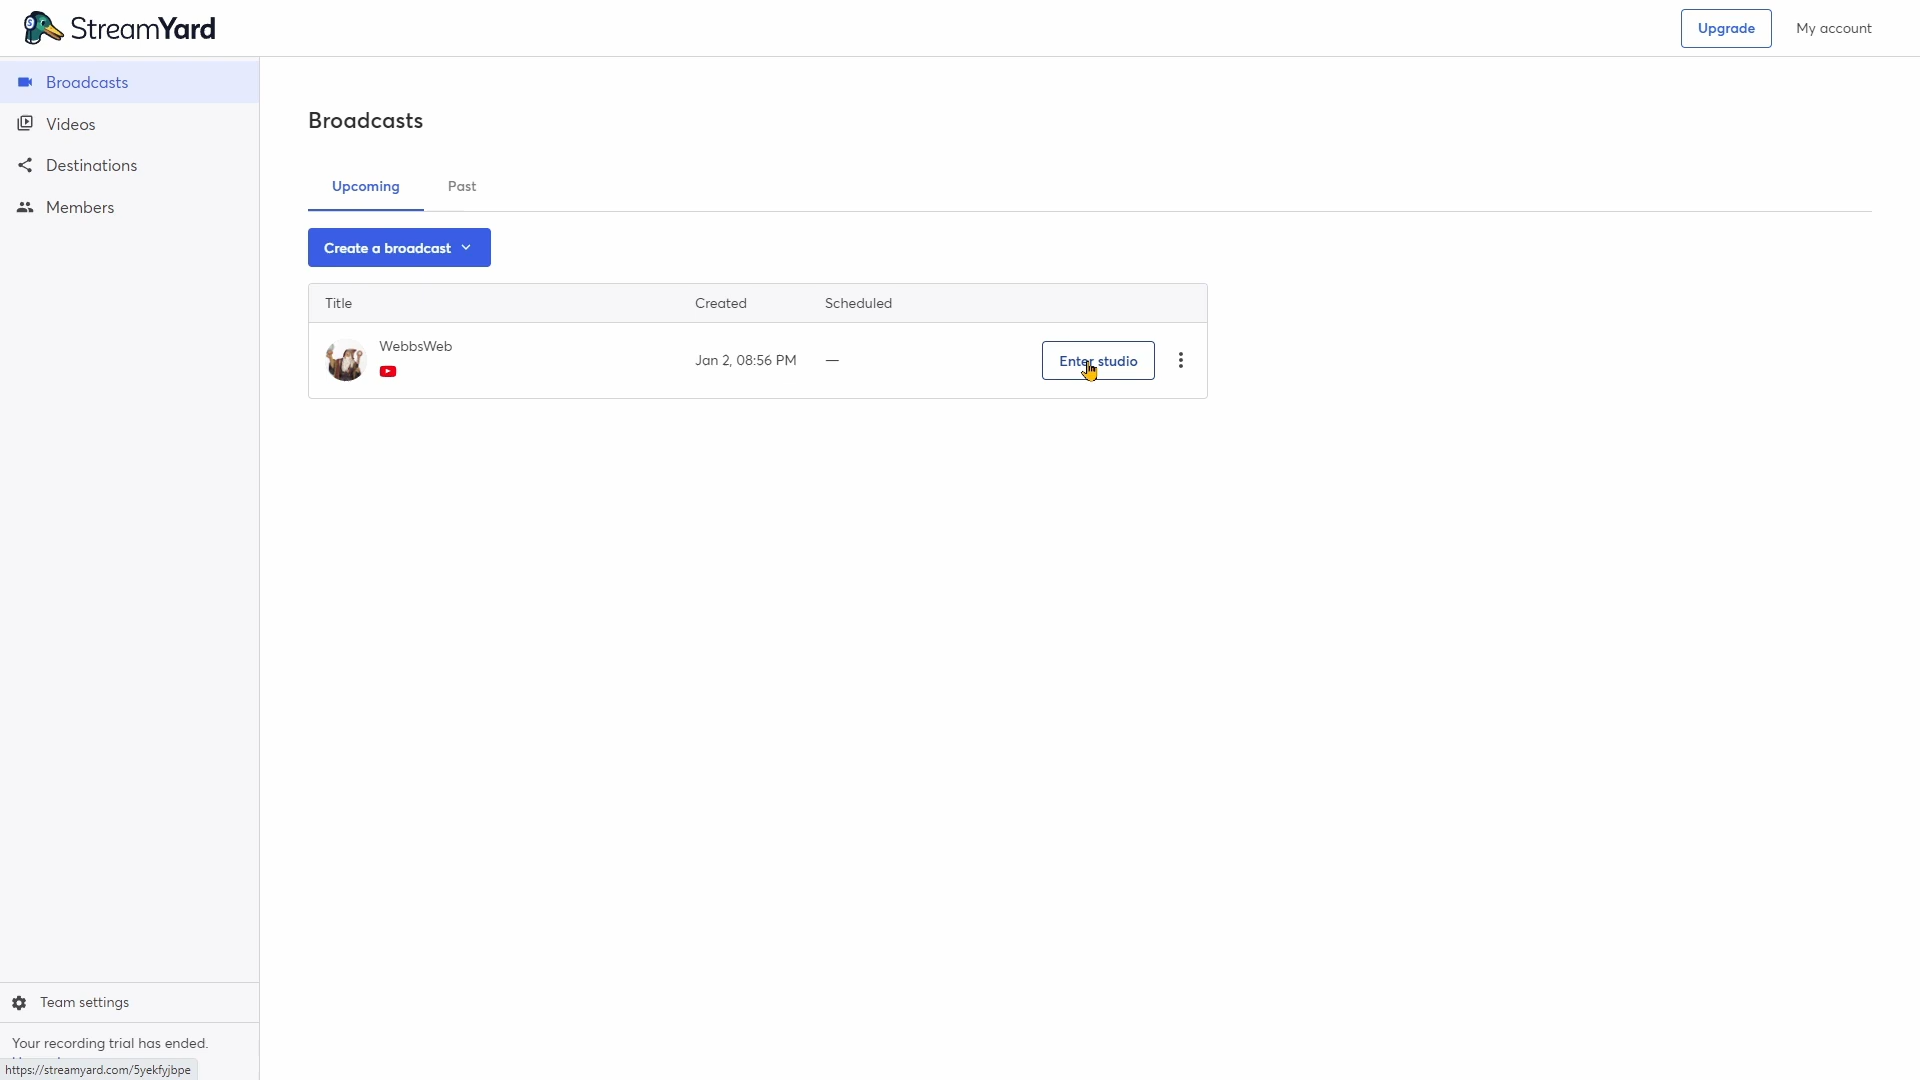 StreamYard
Upgrade
My account
Broadcasts
Videos
Destinations
Members
Broadcasts
Upcoming
Past
Create a broadcast
Title
Created
Scheduled
WebbsWeb
Jan 2, 08:56 PM
—
Enter studio
Team settings
Your recording trial has ended.
https://streamyard.com/5yekfyjbpe